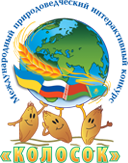 Международный природоведческий интерактивный конкурс
«КОЛОСОК»